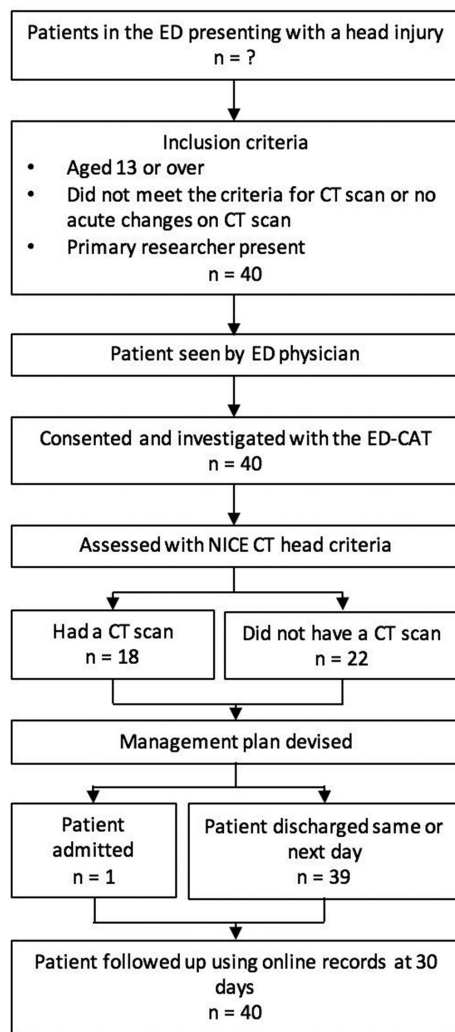 Patients in the ED presenting with a head injury
n = ?
Inclusion criteria
• Aged 13 or over
• Did not meet the criteria for CT scan or no
acute changes on CT scan
• Primary researcher present
n = 40
Patient seen by ED physician
Consented and investigated with the ED-CAT
n = 40
Assessed with NICE CT head criteria
Had a CT scan
n = 18
Did not have a CT scan
n = 22
Management plan devised
Patient
admitted
n = 1
Patient discharged same or
next day
n = 39
Patient followed up using online records at 30
days
n = 40